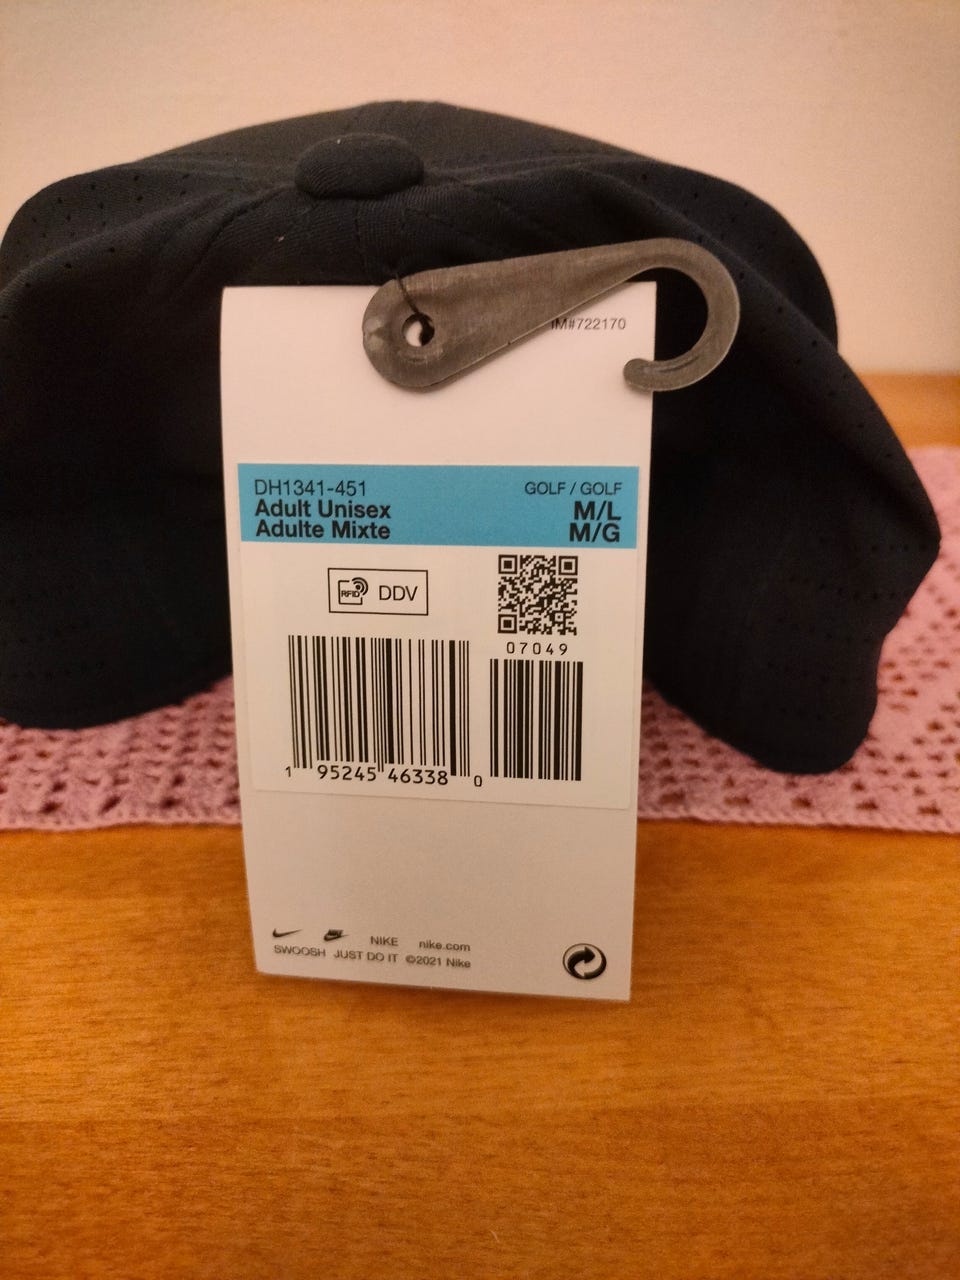 IM#722170
DH1341-451 GOLF / GOLF
Adult Unisex M/L
Adulte Mixte M/G
RFID DDV
07049
1 95245 46338 0
NIKE nike.com
SWOOSH JUST DO IT ©2021 Nike